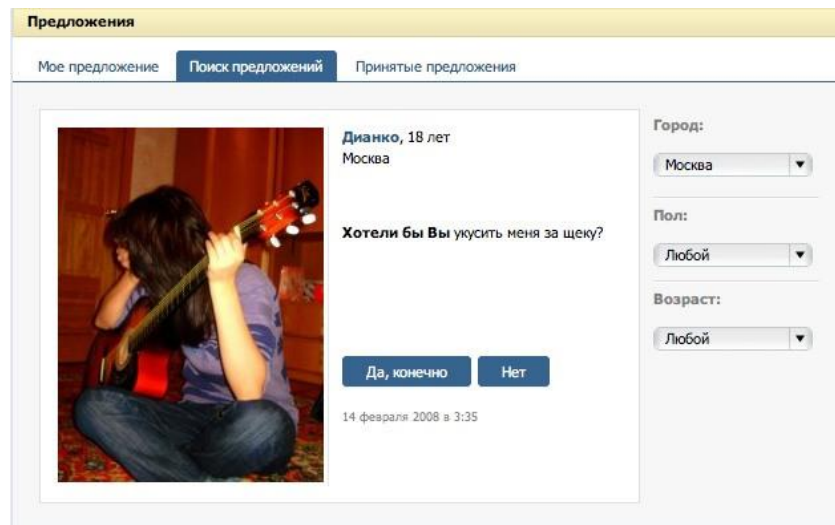 Предложения
Мое предложение
Поиск предложений
Принятые предложения
Дианко, 18 лет
Москва
Хотели бы Вы укусить меня за щеку?
Да, конечно
Нет
14 февраля 2008 в 3:35
Город:
Москва
Пол:
Любой
Возраст:
Любой